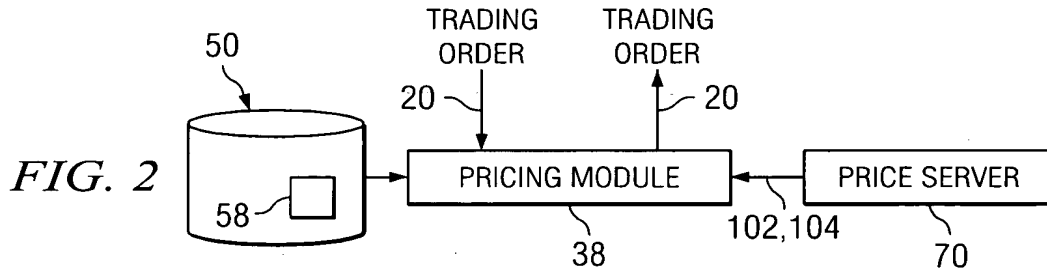 TRADING
ORDER
TRADING
ORDER
50
20
20
FIG. 2
58
PRICING MODULE
PRICE SERVER
38
102,104
70